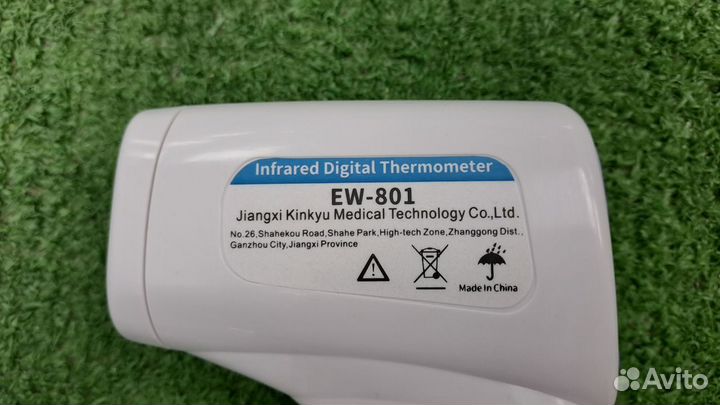 Infrared Digital Thermometer
EW-801
Jiangxi Kinkyu Medical Technology Co.,Ltd.
No.26,Shahekou Road,Shahe Park,High-tech Zone,Zhanggong Dist.,
Ganzhou City,Jiangxi Province
Made In China
Avito